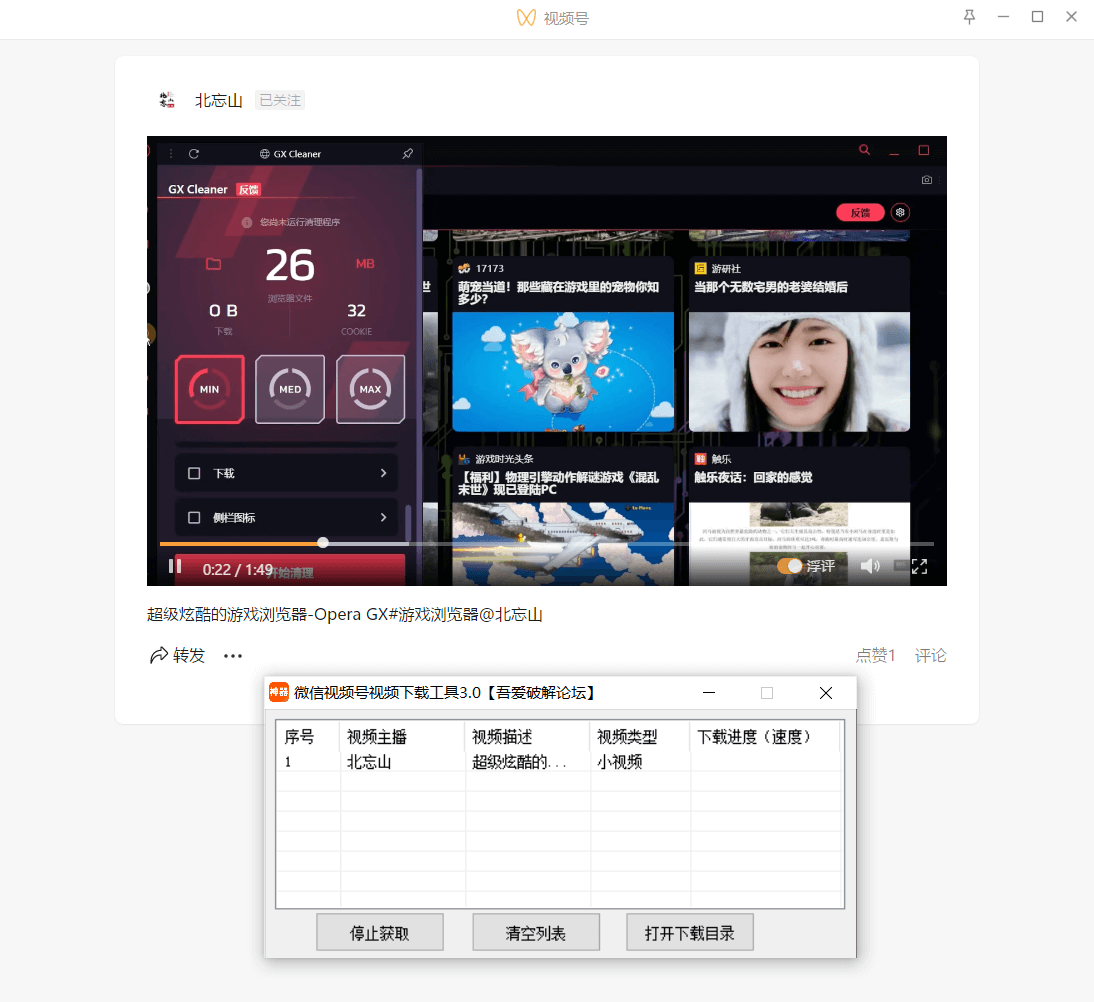 视频号
北忘山 已关注
GX Cleaner
GX Cleaner 反馈
您尚未运行清理程序
26 MB
浏览器文件
0 B
下载
32
COOKIE
MIN
MED
MAX
下载
侧栏图标
开始清理
反馈
17173
萌宠当道！那些藏在游戏里的宠物你知
多少？
游研社
当那个无数宅男的老婆结婚后
世
游戏时光头条
【福利】物理引擎动作解谜游戏《混乱
末世》现已登陆PC
触乐
触乐夜话：回家的感觉
0:22 / 1:49
浮评
超级炫酷的游戏浏览器-Opera GX#游戏浏览器@北忘山
转发
点赞1 评论
神器 微信视频号视频下载工具3.0【吾爱破解论坛】
序号 视频主播 视频描述 视频类型 下载进度（速度）
1 北忘山 超级炫酷的... 小视频
停止获取 清空列表 打开下载目录